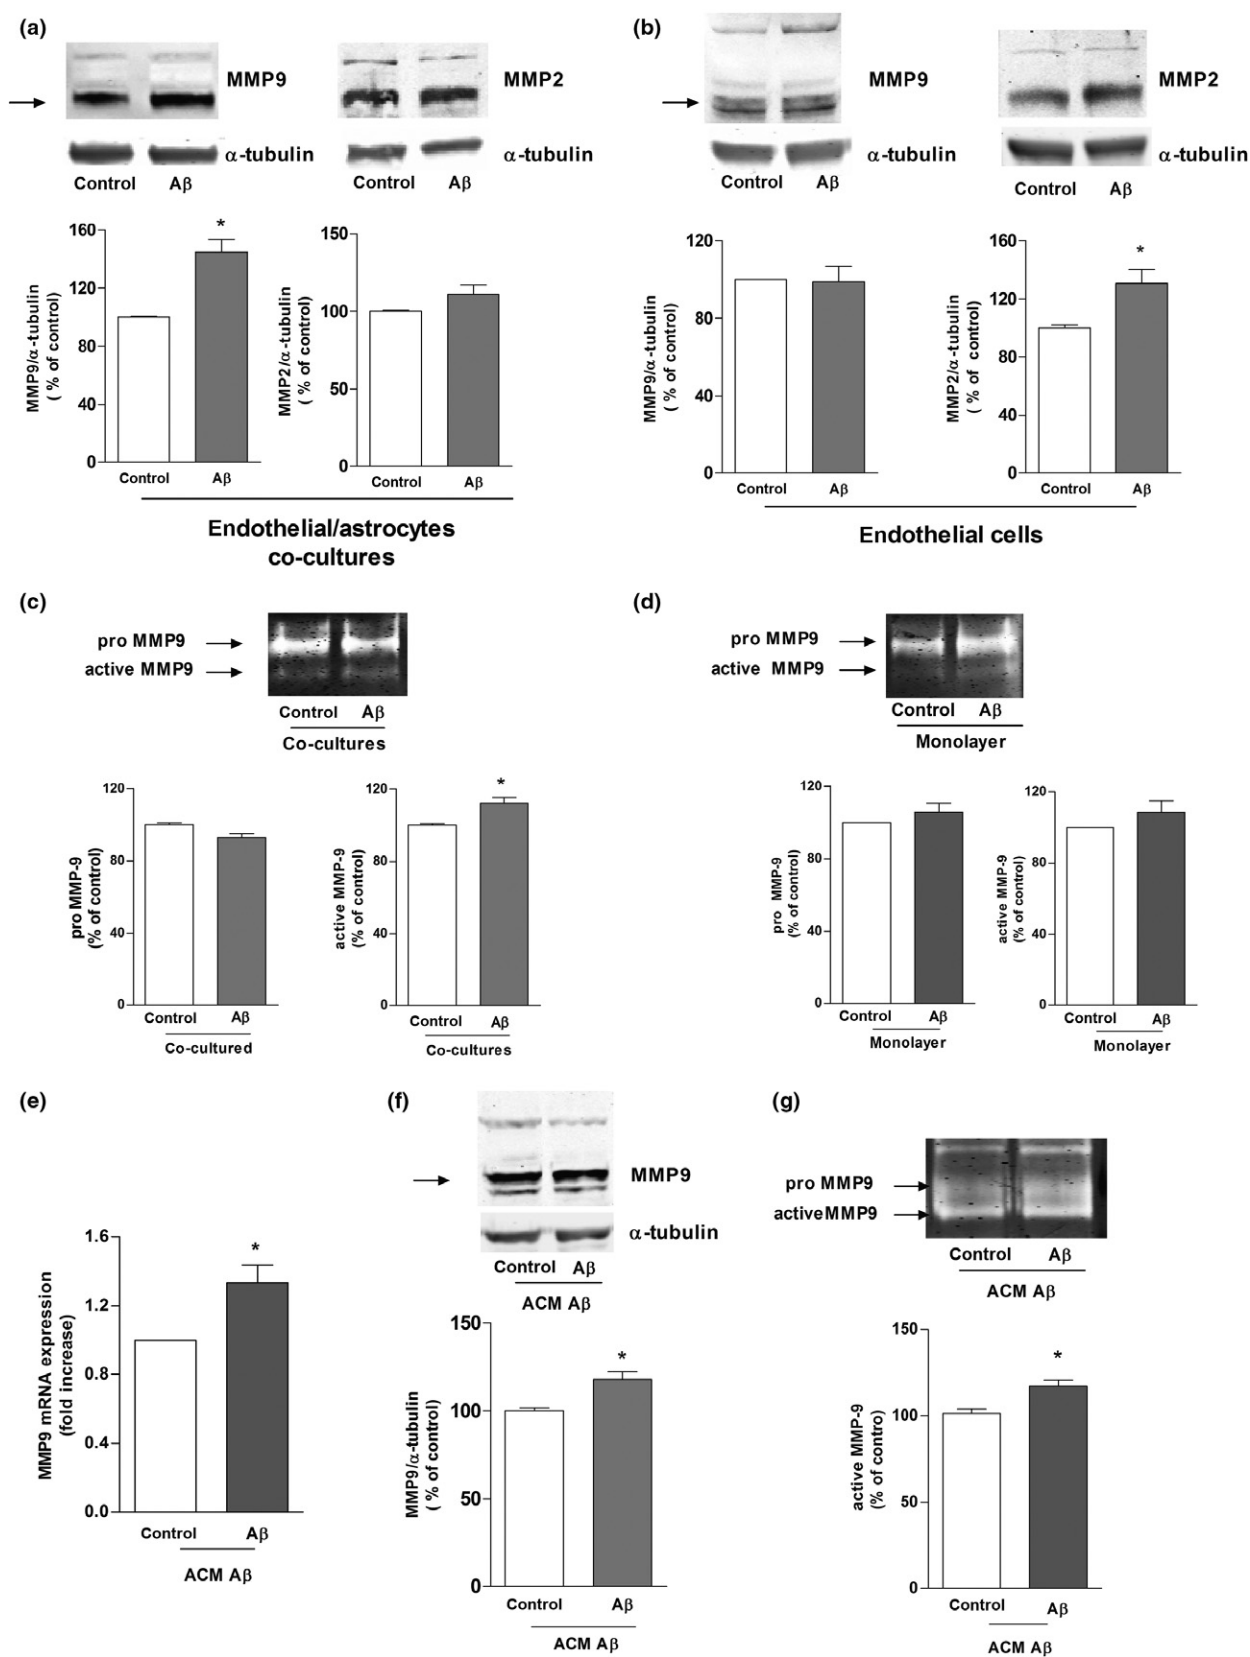 (a)
MMP9
MMP2
α-tubulin
α-tubulin
Control Aβ
Control Aβ
*
160
120
80
40
0
MMP9/α-tubulin
( % of control)
Control Aβ
150
100
50
0
MMP2/α-tubulin
( % of control)
Control Aβ
Endothelial/astrocytes
co-cultures
(b)
MMP9
MMP2
α-tubulin
α-tubulin
Control Aβ
Control Aβ
120
80
40
0
MMP9/α-tubulin
( % of control)
Control Aβ
*
160
120
80
40
0
MMP2/α-tubulin
( % of control)
Control Aβ
Endothelial cells
(c)
pro MMP9
active MMP9
Control Aβ
Co-cultures
120
80
40
0
pro MMP-9
(% of control)
Control Aβ
Co-cultured
*
120
80
40
0
active MMP-9
(% of control)
Control Aβ
Co-cultures
(d)
pro MMP9
active MMP9
Control Aβ
Monolayer
120
80
40
0
pro MMP-9
(% of control)
Control Aβ
Monolayer
120
80
40
0
active MMP-9
(% of control)
Control Aβ
Monolayer
(e)
*
1.6
1.2
0.8
0.4
0.0
MMP9 mRNA expression
(fold increase)
Control Aβ
ACM Aβ
(f)
MMP9
α-tubulin
Control Aβ
ACM Aβ
*
150
100
50
0
MMP9/α-tubulin
( % of control)
Control Aβ
ACM Aβ
(g)
pro MMP9
activeMMP9
Control Aβ
ACM Aβ
*
150
100
50
0
active MMP-9
(% of contro)
Control Aβ
ACM Aβ